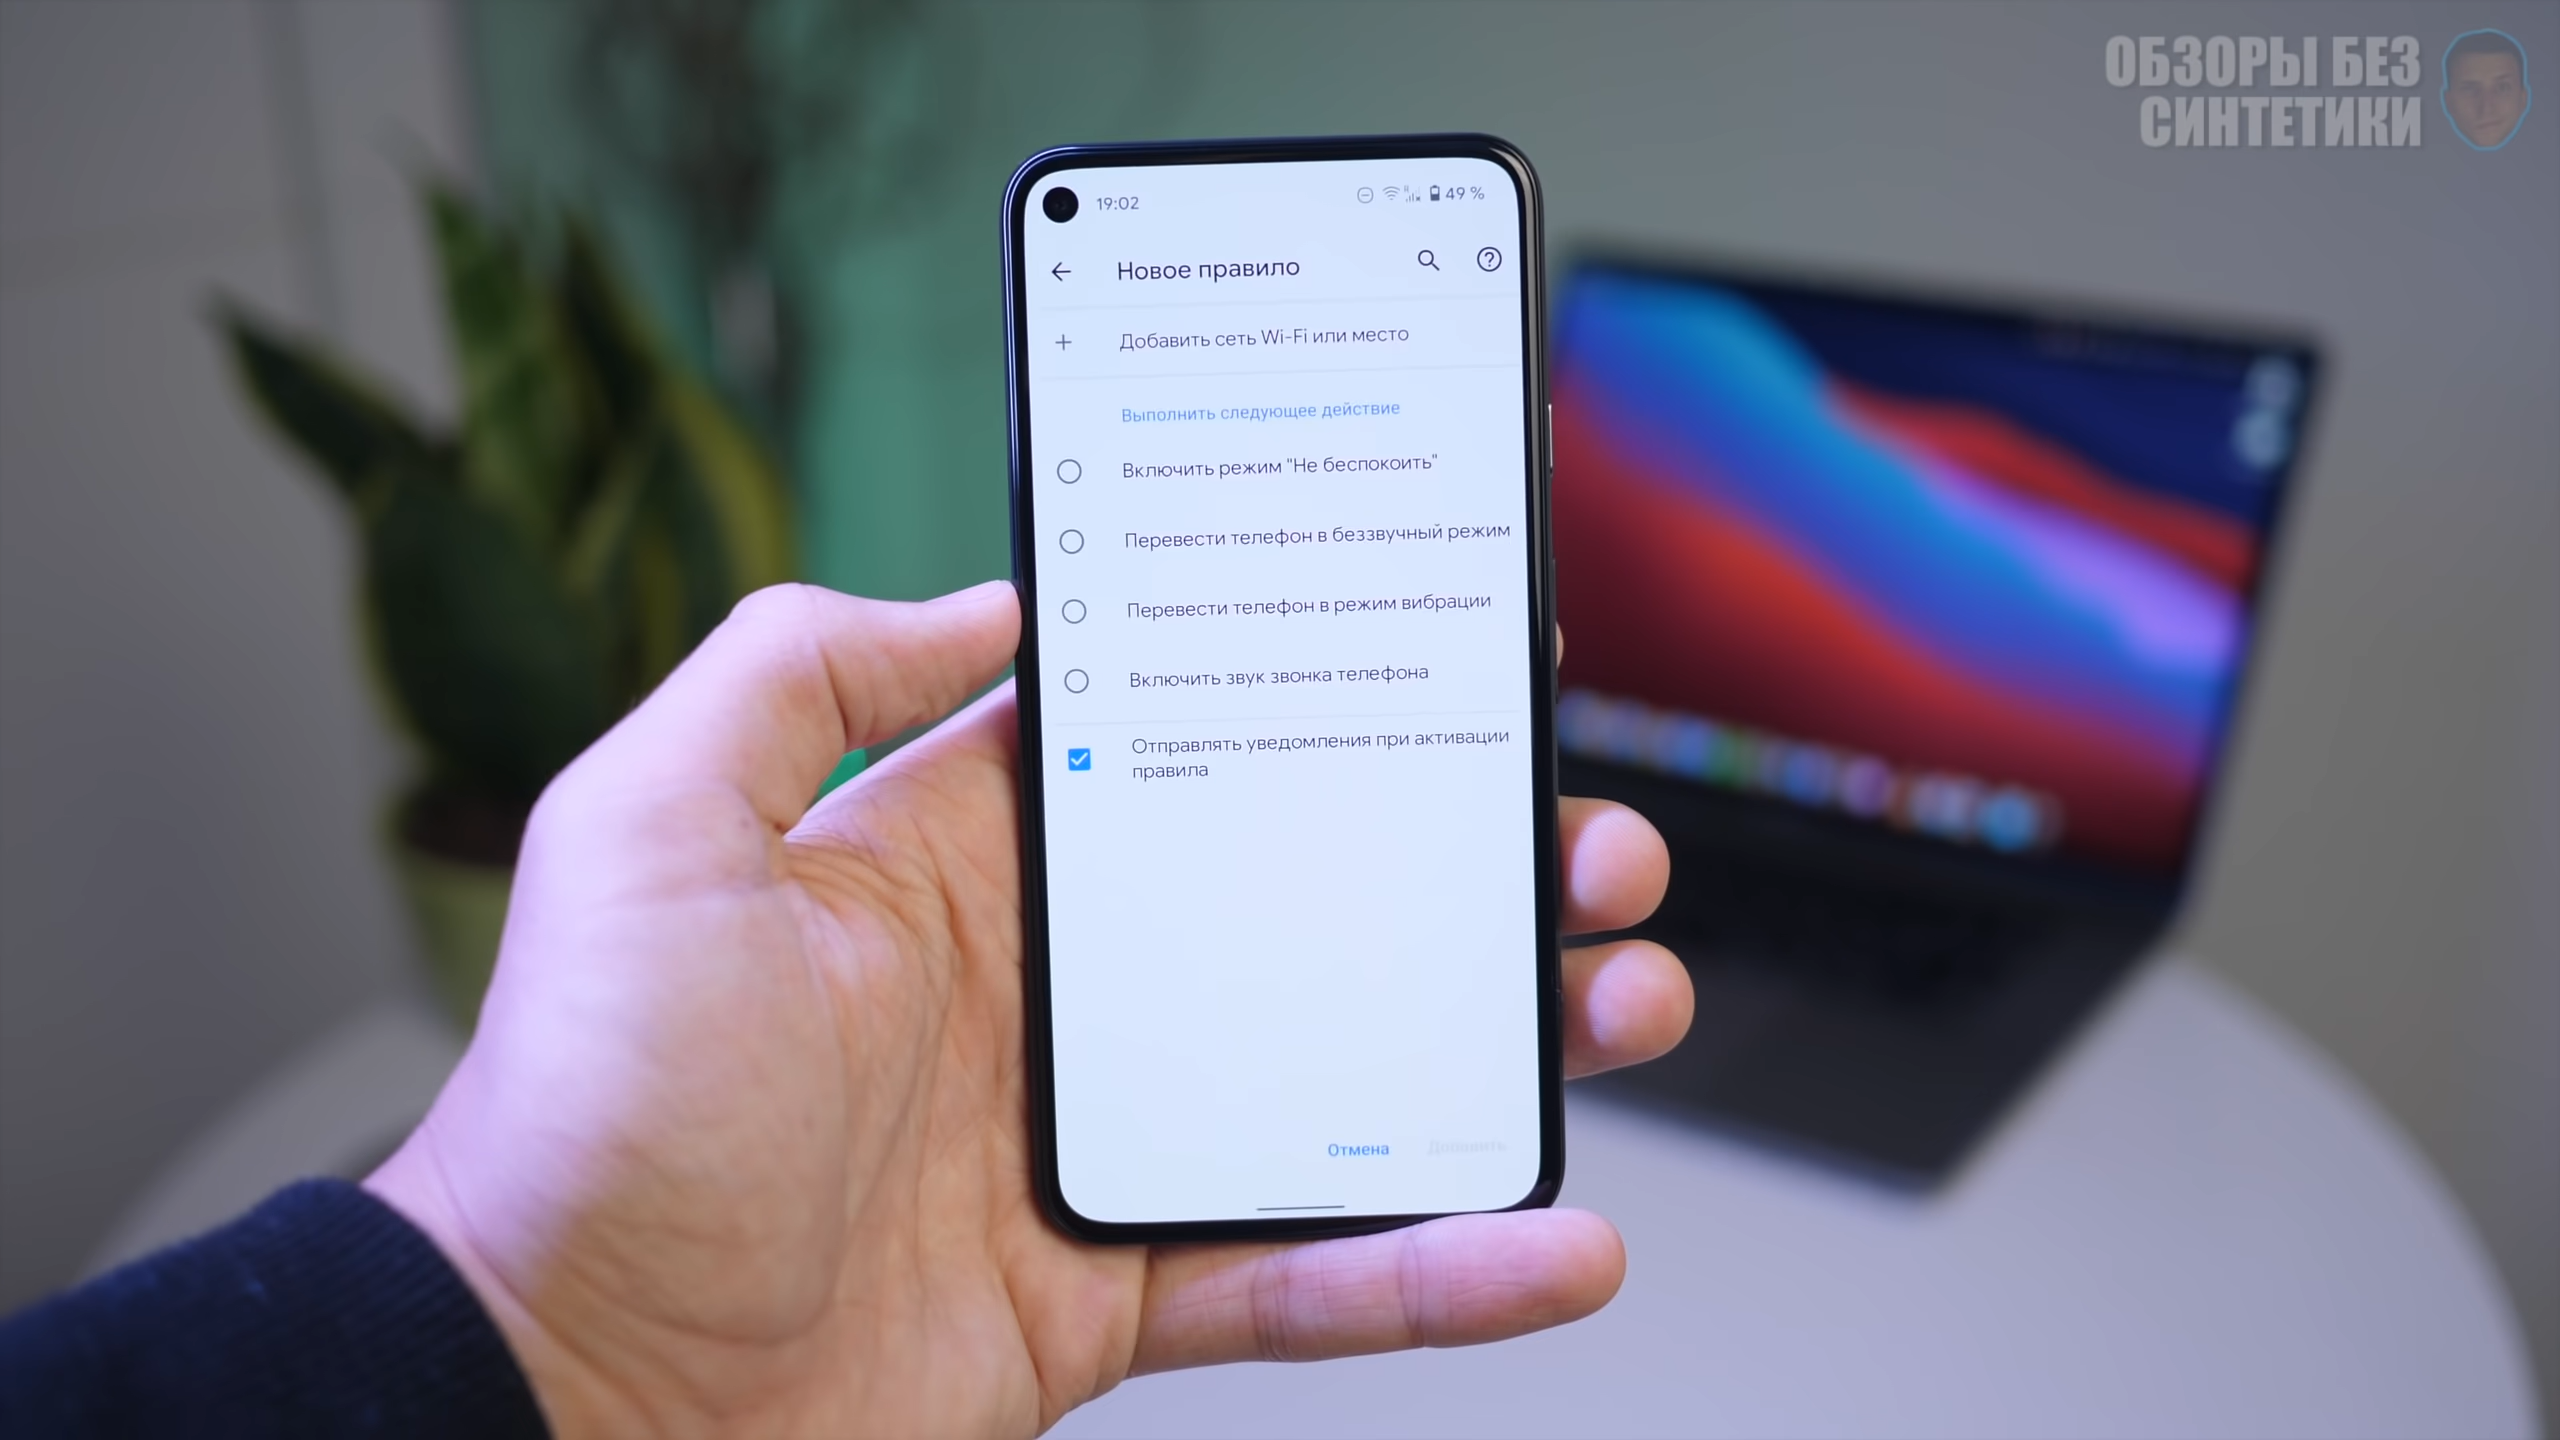 ОБЗОРЫ БЕЗ
СИНТЕТИКИ
19:02
49 %
Новое правило
Добавить сеть Wi-Fi или место
Выполнить следующее действие
Включить режим "Не беспокоить"
Перевести телефон в беззвучный режим
Перевести телефон в режим вибрации
Включить звук звонка телефона
Отправлять уведомления при активации
правила
Отмена